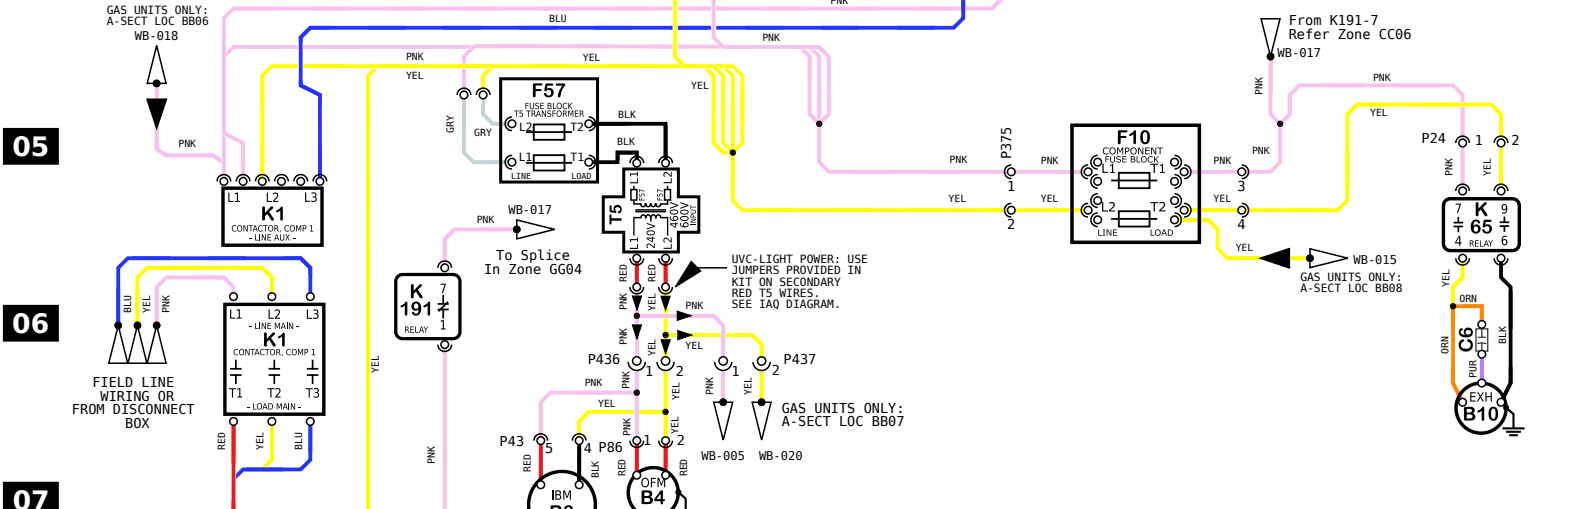 GAS UNITS ONLY:
A-SECT LOC BB06
WB-018
PNK
BLU
PNK
PNK
YEL
PNK
YEL
YEL
From K191-7
Refer Zone CC06
WB-017
PNK
PNK
YEL
05
PNK
GRY
GRY
F57
FUSE BLOCK
T5 TRANSFORMER
L2
T2
L1
T1
LINE
LOAD
BLK
BLK
P375
PNK
1
PNK
YEL
2
YEL
F10
COMPONENT
FUSE BLOCK
L1
T1
L2
T2
LINE
LOAD
PNK
3
PNK
YEL
4
YEL
P24
1
2
PNK
YEL
L1
L2
L3
K1
CONTACTOR, COMP 1
- LINE AUX -
PNK
WB-017
To Splice
In Zone GG04
T5
L1
L2
F57
F57
460V
600V
INPUT
240V
L1
L2
7
K
9
65
4
RELAY
6
WB-015
GAS UNITS ONLY:
A-SECT LOC BB08
UVC-LIGHT POWER: USE
JUMPERS PROVIDED IN
KIT ON SECONDARY
RED T5 WIRES.
SEE IAQ DIAGRAM.
RED
RED
PNK
YEL
PNK
PNK
YEL
YEL
06
BLU
YEL
PNK
FIELD LINE
WIRING OR
FROM DISCONNECT
BOX
L1
L2
L3
- LINE MAIN -
K1
CONTACTOR, COMP 1
T1
T2
T3
- LOAD MAIN -
RED
YEL
BLU
YEL
K
191
7
1
RELAY
PNK
P436
1
2
1
2
P437
PNK
YEL
PNK
YEL
PNK
YEL
PNK
YEL
GAS UNITS ONLY:
A-SECT LOC BB07
WB-005
WB-020
P43
5
4
P86
1
2
RED
BLK
RED
RED
IBM
OFM
B4
YEL
ORN
ORN
C6
PUR
BLK
EXH
B10
07